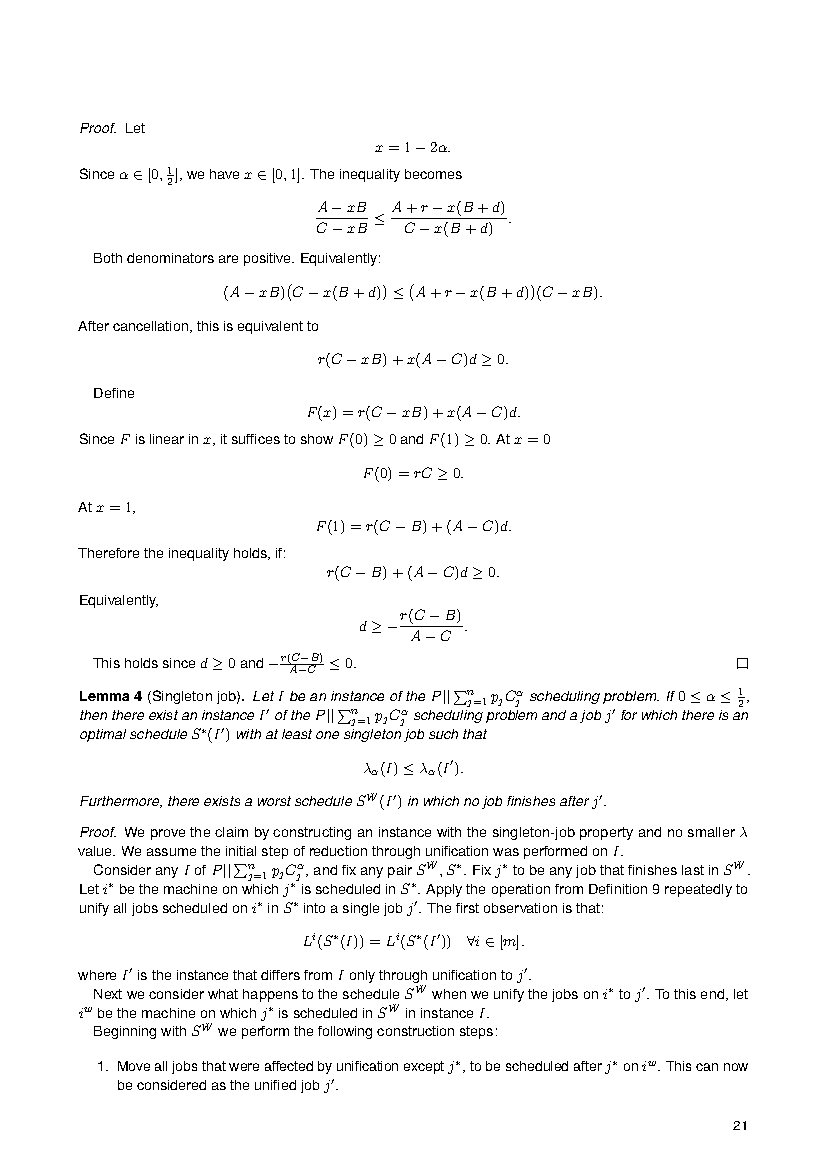 Proof. Let
x = 1 − 2α.
Since α ∈ [0, 1/2], we have x ∈ [0, 1]. The inequality becomes
(A − xB)/(C − xB) ≤ (A + r − x(B + d))/(C − x(B + d)).
Both denominators are positive. Equivalently:
(A − xB)(C − x(B + d)) ≤ (A + r − x(B + d))(C − xB).
After cancellation, this is equivalent to
r(C − xB) + x(A − C)d ≥ 0.
Define
F(x) = r(C − xB) + x(A − C)d.
Since F is linear in x, it suffices to show F(0) ≥ 0 and F(1) ≥ 0. At x = 0
F(0) = rC ≥ 0.
At x = 1,
F(1) = r(C − B) + (A − C)d.
Therefore the inequality holds, if:
r(C − B) + (A − C)d ≥ 0.
Equivalently,
d ≥ − r(C − B)/(A − C).
This holds since d ≥ 0 and − r(C−B)/(A−C) ≤ 0. □
Lemma 4 (Singleton job). Let I be an instance of the P|| ∑_{j=1}^n p_j C_j^α scheduling problem. If 0 ≤ α ≤ 1/2,
then there exist an instance I′ of the P|| ∑_{j=1}^n p_j C_j^α scheduling problem and a job j′ for which there is an
optimal schedule S*(I′) with at least one singleton job such that
λ_α(I) ≤ λ_α(I′).
Furthermore, there exists a worst schedule S^W(I′) in which no job finishes after j′.
Proof. We prove the claim by constructing an instance with the singleton-job property and no smaller λ
value. We assume the initial step of reduction through unification was performed on I.
Consider any I of P|| ∑_{j=1}^n p_j C_j^α, and fix any pair S^W, S*. Fix j* to be any job that finishes last in S^W.
Let i* be the machine on which j* is scheduled in S*. Apply the operation from Definition 9 repeatedly to
unify all jobs scheduled on i* in S* into a single job j′. The first observation is that:
L^i(S*(I)) = L^i(S*(I′)) ∀i ∈ [m].
where I′ is the instance that differs from I only through unification to j′.
Next we consider what happens to the schedule S^W when we unify the jobs on i* to j′. To this end, let
i^w be the machine on which j* is scheduled in S^W in instance I.
Beginning with S^W we perform the following construction steps:
1. Move all jobs that were affected by unification except j*, to be scheduled after j* on i^w. This can now
be considered as the unified job j′.
21